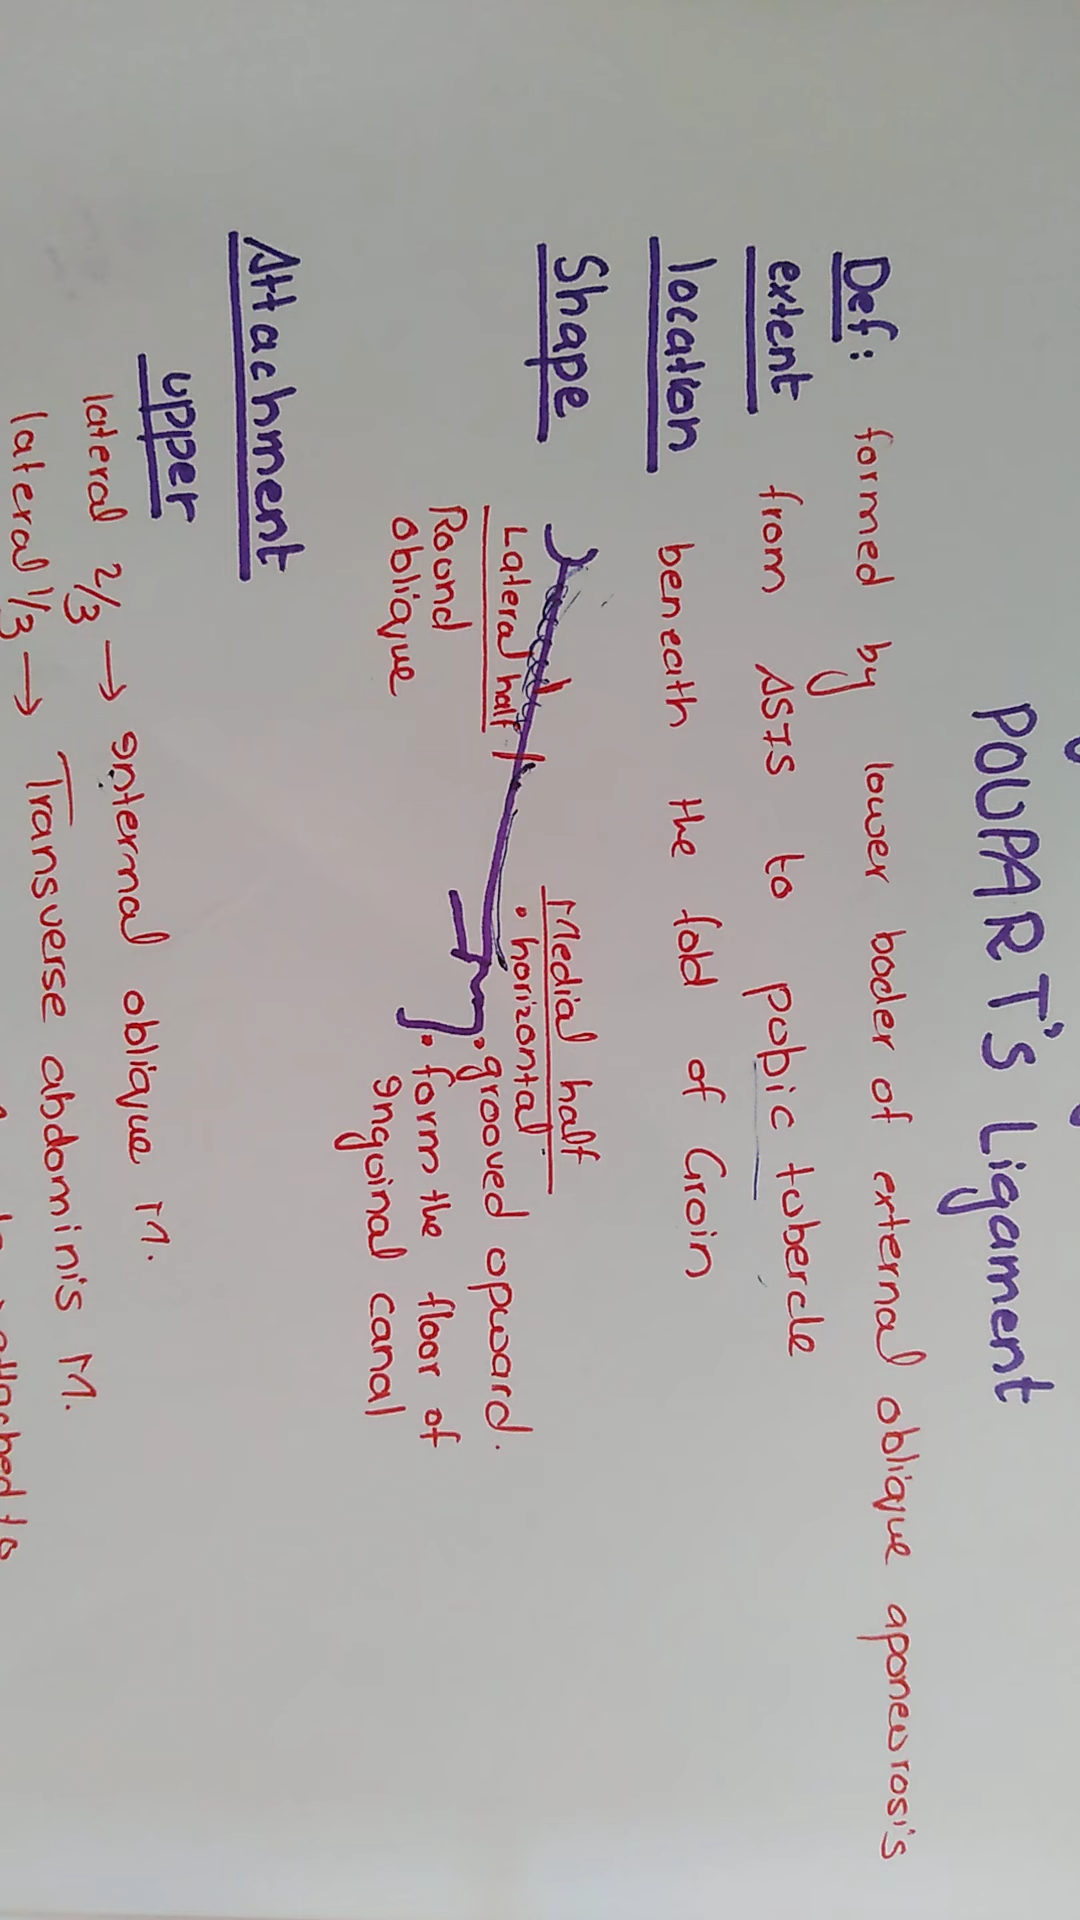 POUPART's Ligament
Def: formed by lower boder of external oblique aponeurosis
extent from ASIS to pubic tubercle
location beneath the fold of Groin
Shape
Medial half
• horizontal
• grooved upward.
• form the floor of
Inguinal canal
Lateral half
Round
oblique
Attachment
upper
lateral 2/3 → internal oblique M.
lateral 1/3 → Transverse abdominis M.
attached to